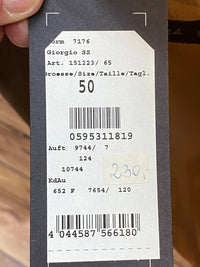 orm 7176
Giorgio SS
Art. 151223/ 65
Groesse/Size/Taille/Tagl.
50
0595311819
Auft 9744/ 7
124
10744
230,-
KdAu
652 F 7654/ 120
4 044587 566180